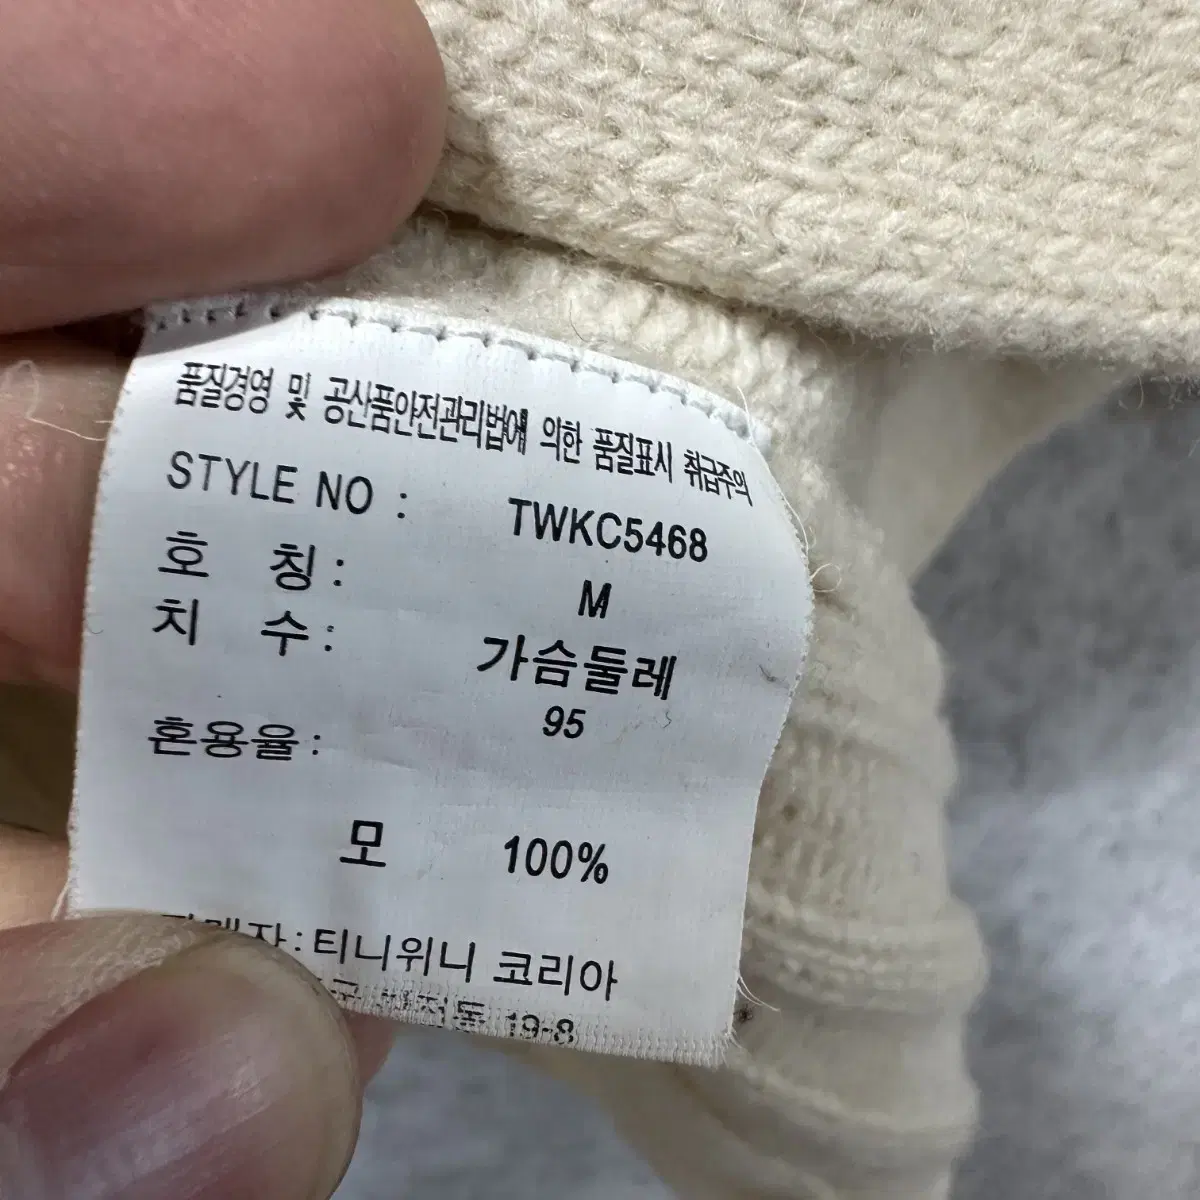 품질경영 및 공산품안전관리법에 의한 품질표시 취급주의
STYLE NO : TWKC5468
호 칭 : M
치 수 : 가슴둘레
95
혼용율 :
모 100%
티니위니 코리아
19-8